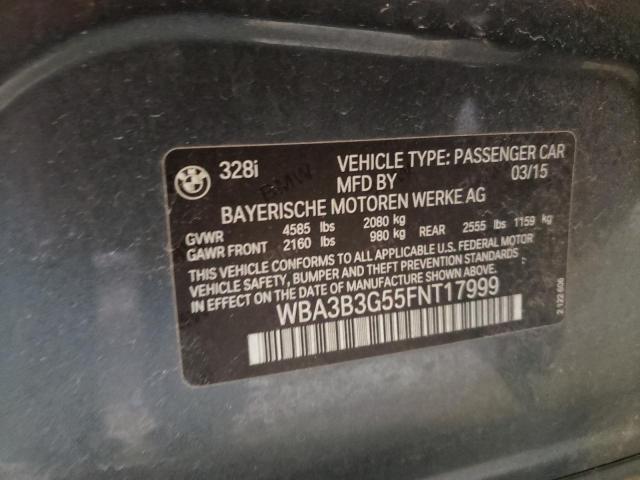 328i VEHICLE TYPE: PASSENGER CAR
MFD BY 03/15
BAYERISCHE MOTOREN WERKE AG
GVWR 4585 lbs 2080 kg
GAWR FRONT 2160 lbs 980 kg REAR 2555 lbs 1159 kg
THIS VEHICLE CONFORMS TO ALL APPLICABLE U.S. FEDERAL MOTOR
VEHICLE SAFETY, BUMPER AND THEFT PREVENTION STANDARDS
IN EFFECT ON THE DATE OF MANUFACTURE SHOWN ABOVE.
WBA3B3G55FNT17999